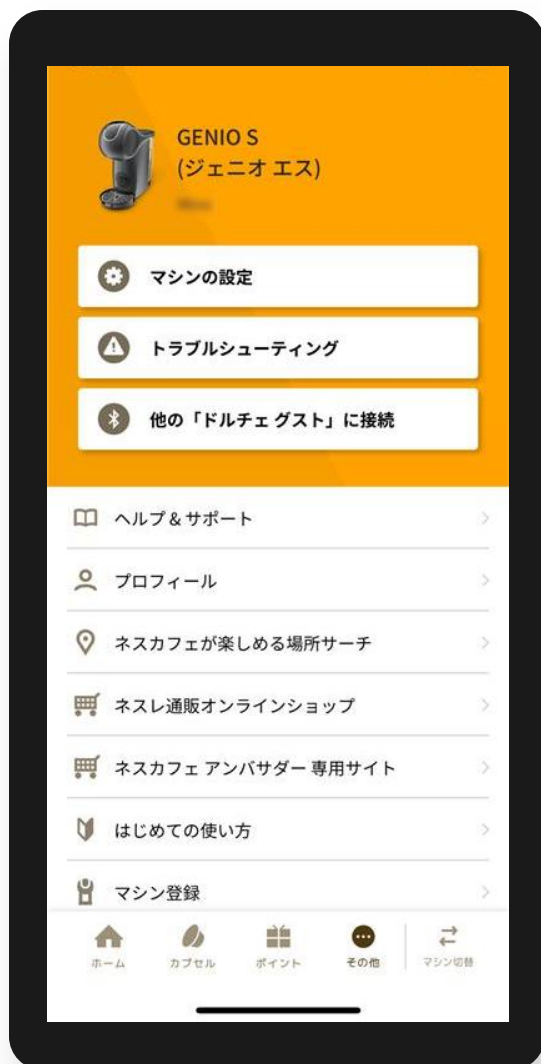 GENIO S
(ジェニオ エス)
マシンの設定
トラブルシューティング
他の「ドルチェ グスト」に接続
ヘルプ＆サポート
プロフィール
ネスカフェが楽しめる場所サーチ
ネスレ通販オンラインショップ
ネスカフェ アンバサダー 専用サイト
はじめての使い方
マシン登録
ホーム
カプセル
ポイント
その他
マシン切替